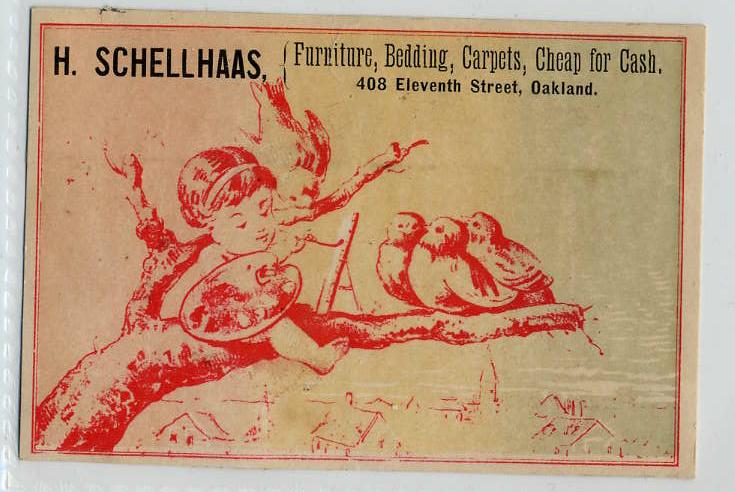 H. SCHELLHAAS, { Furniture, Bedding, Carpets, Cheap for Cash.
408 Eleventh Street, Oakland.